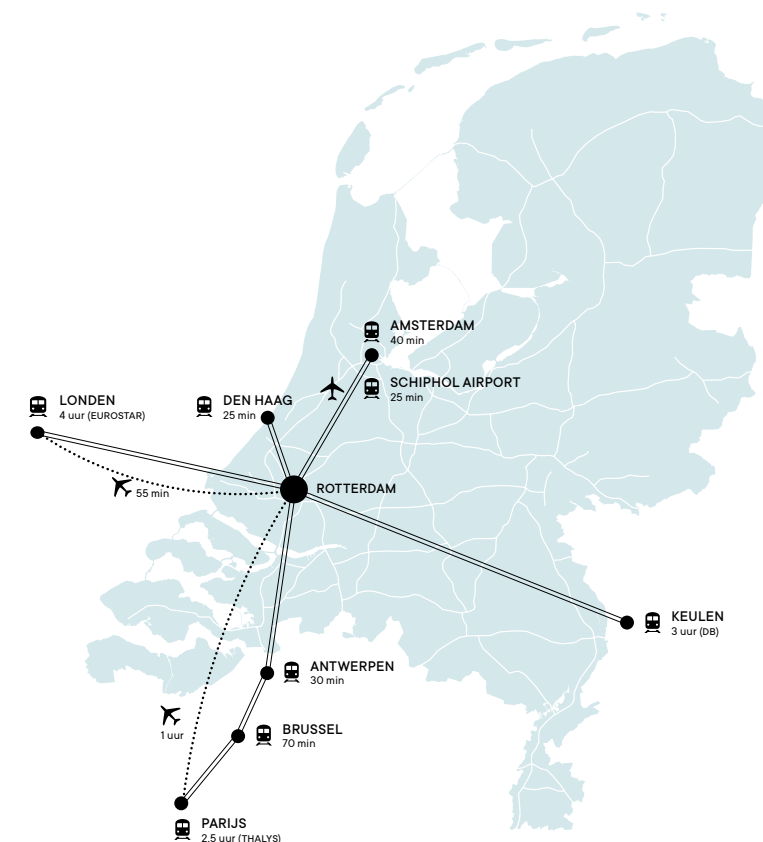 AMSTERDAM
40 min
SCHIPHOL AIRPORT
25 min
LONDEN
4 uur (EUROSTAR)
DEN HAAG
25 min
55 min
ROTTERDAM
KEULEN
3 uur (DB)
ANTWERPEN
30 min
1 uur
BRUSSEL
70 min
PARIJS
2.5 uur (THALYS)